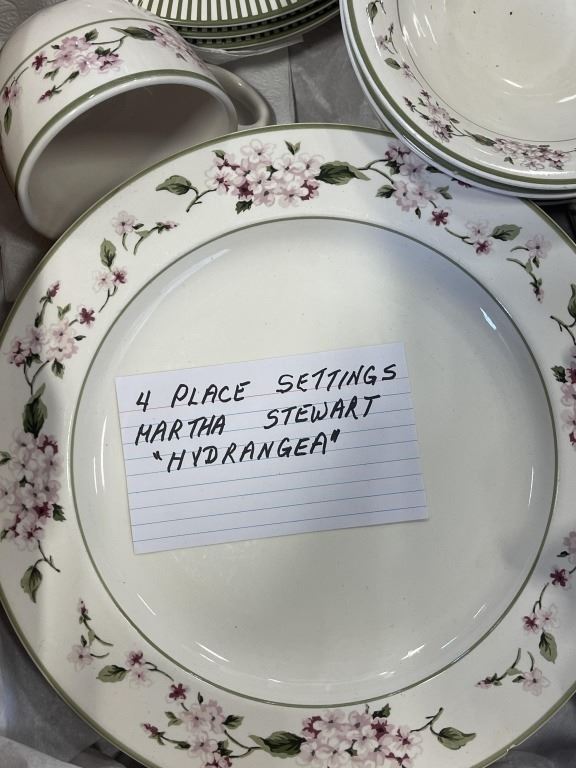 4 PLACE SETTINGS
MARTHA STEWART
"HYDRANGEA"